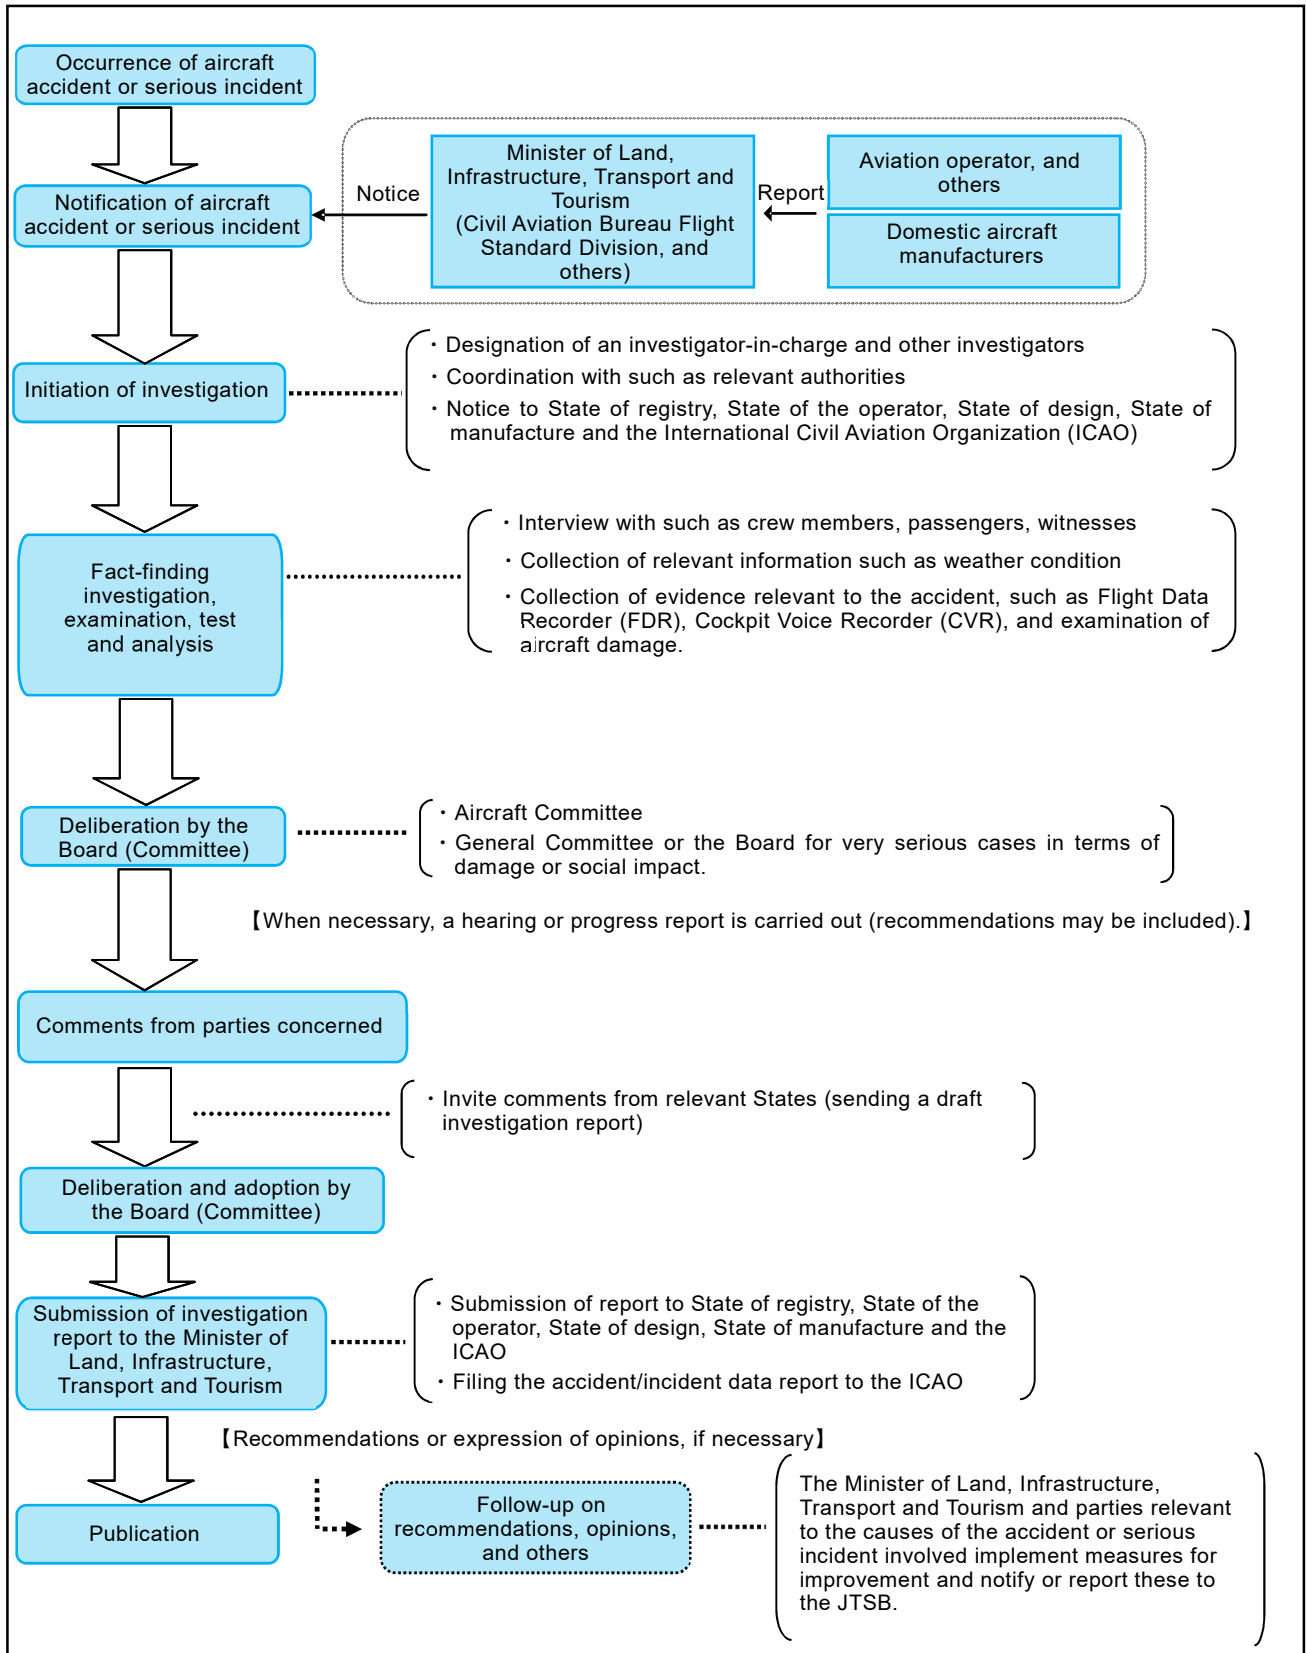 Occurrence of aircraft
accident or serious incident
Notification of aircraft
accident or serious incident
Notice
Minister of Land,
Infrastructure, Transport and
Tourism
(Civil Aviation Bureau Flight
Standard Division, and
others)
Report
Aviation operator, and
others
Domestic aircraft
manufacturers
Initiation of investigation
・Designation of an investigator-in-charge and other investigators
・Coordination with such as relevant authorities
・Notice to State of registry, State of the operator, State of design, State of
manufacture and the International Civil Aviation Organization (ICAO)
Fact-finding
investigation,
examination, test
and analysis
・Interview with such as crew members, passengers, witnesses
・Collection of relevant information such as weather condition
・Collection of evidence relevant to the accident, such as Flight Data
Recorder (FDR), Cockpit Voice Recorder (CVR), and examination of
aircraft damage.
Deliberation by the
Board (Committee)
・Aircraft Committee
・General Committee or the Board for very serious cases in terms of
damage or social impact.
【When necessary, a hearing or progress report is carried out (recommendations may be included).】
Comments from parties concerned
・Invite comments from relevant States (sending a draft
investigation report)
Deliberation and adoption by
the Board (Committee)
Submission of investigation
report to the Minister of
Land, Infrastructure,
Transport and Tourism
・Submission of report to State of registry, State of the
operator, State of design, State of manufacture and the
ICAO
・Filing the accident/incident data report to the ICAO
【Recommendations or expression of opinions, if necessary】
Publication
Follow-up on
recommendations, opinions,
and others
The Minister of Land, Infrastructure,
Transport and Tourism and parties relevant
to the causes of the accident or serious
incident involved implement measures for
improvement and notify or report these to
the JTSB.